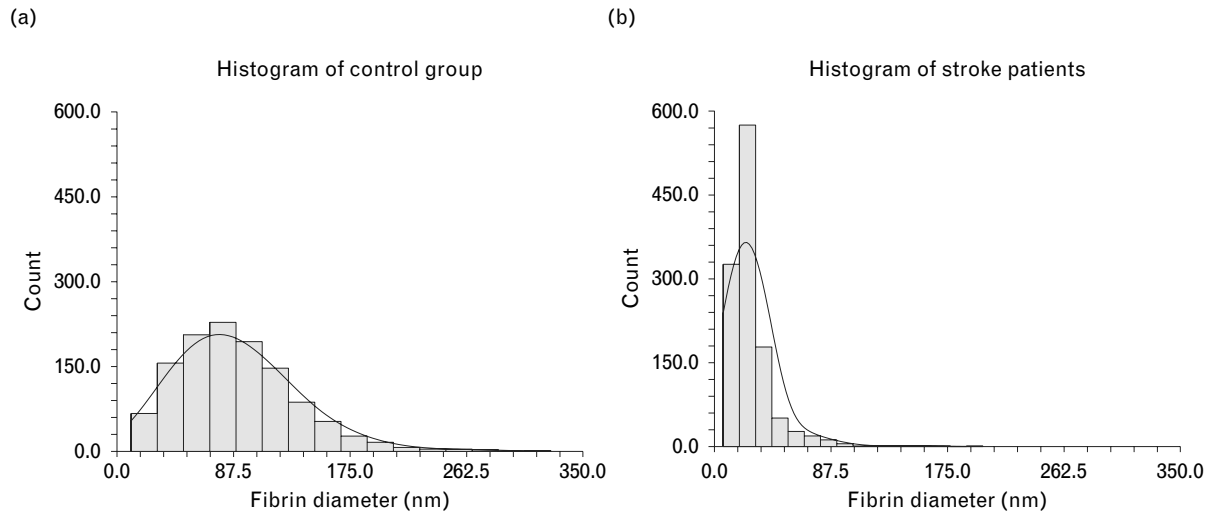 (a)
Histogram of control group
600.0
450.0
300.0
150.0
0.0
Count
0.0 87.5 175.0 262.5 350.0
Fibrin diameter (nm)
(b)
Histogram of stroke patients
600.0
450.0
300.0
150.0
0.0
Count
0.0 87.5 175.0 262.5 350.0
Fibrin diameter (nm)